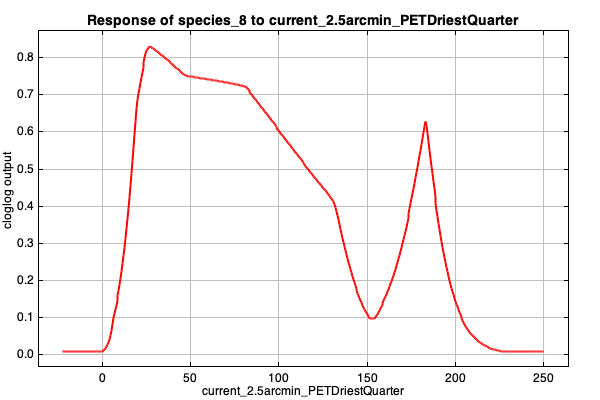 Response of species_8 to current_2.5arcmin_PETDriestQuarter
cloglog output
0.8
0.7
0.6
0.5
0.4
0.3
0.2
0.1
0.0
0 50 100 150 200 250
current_2.5arcmin_PETDriestQuarter